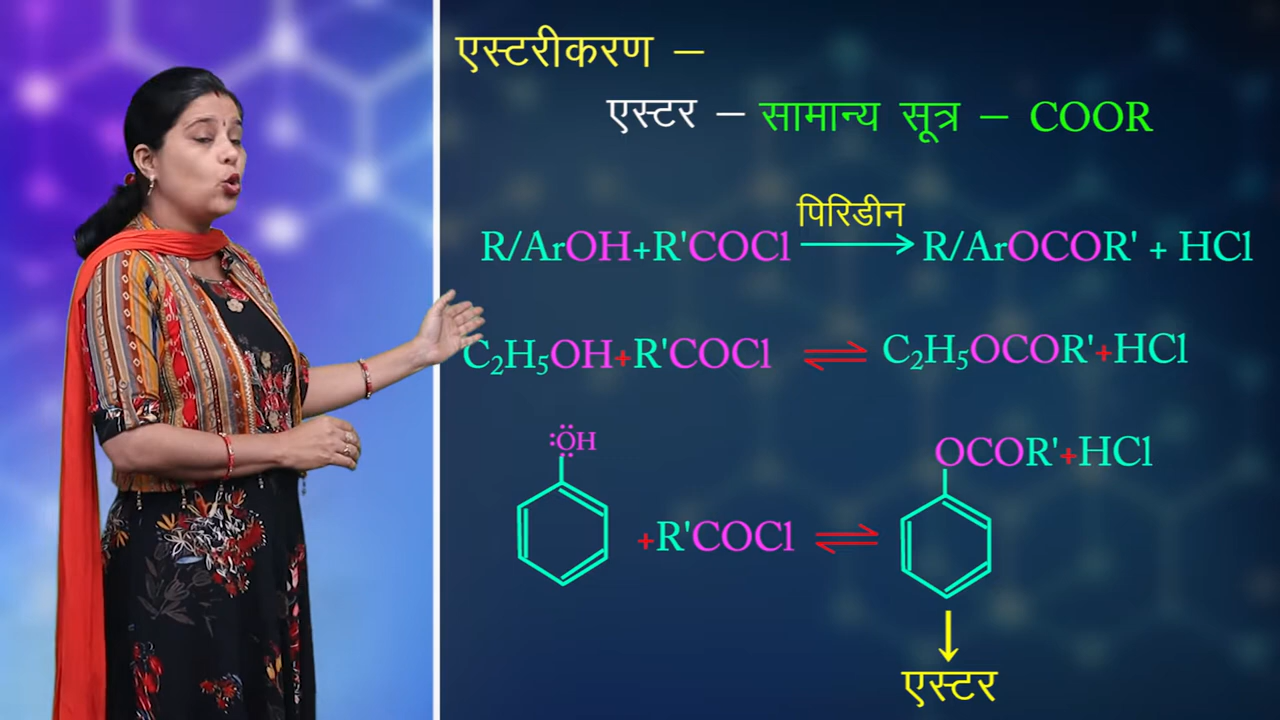 एस्टरीकरण –
एस्टर – सामान्य सूत्र – COOR
पिरिडीन
R/ArOH+R'COCl ⟶ R/ArOCOR' + HCl
C₂H₅OH+R'COCl ⇌ C₂H₅OCOR'+HCl
:ÖH
OCOR'+HCl
+R'COCl ⇌
↓
एस्टर